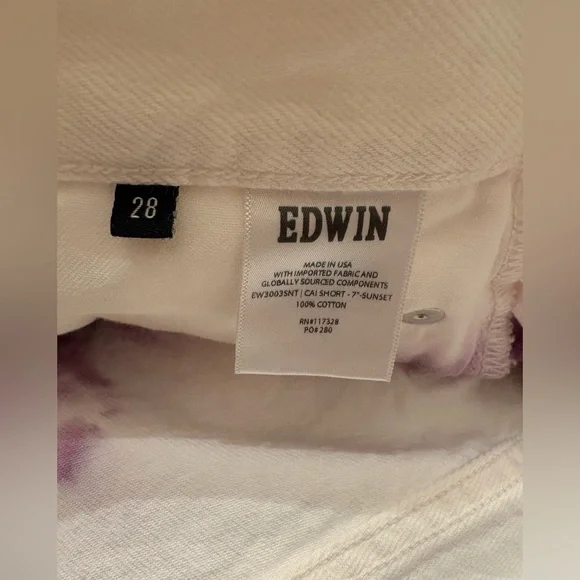 28
EDWIN
MADE IN USA
WITH IMPORTED FABRIC AND
GLOBALLY SOURCED COMPONENTS
EW3003SNT | CAI SHORT - 7"-SUNSET
100% COTTON
RN#117328
PO# 280